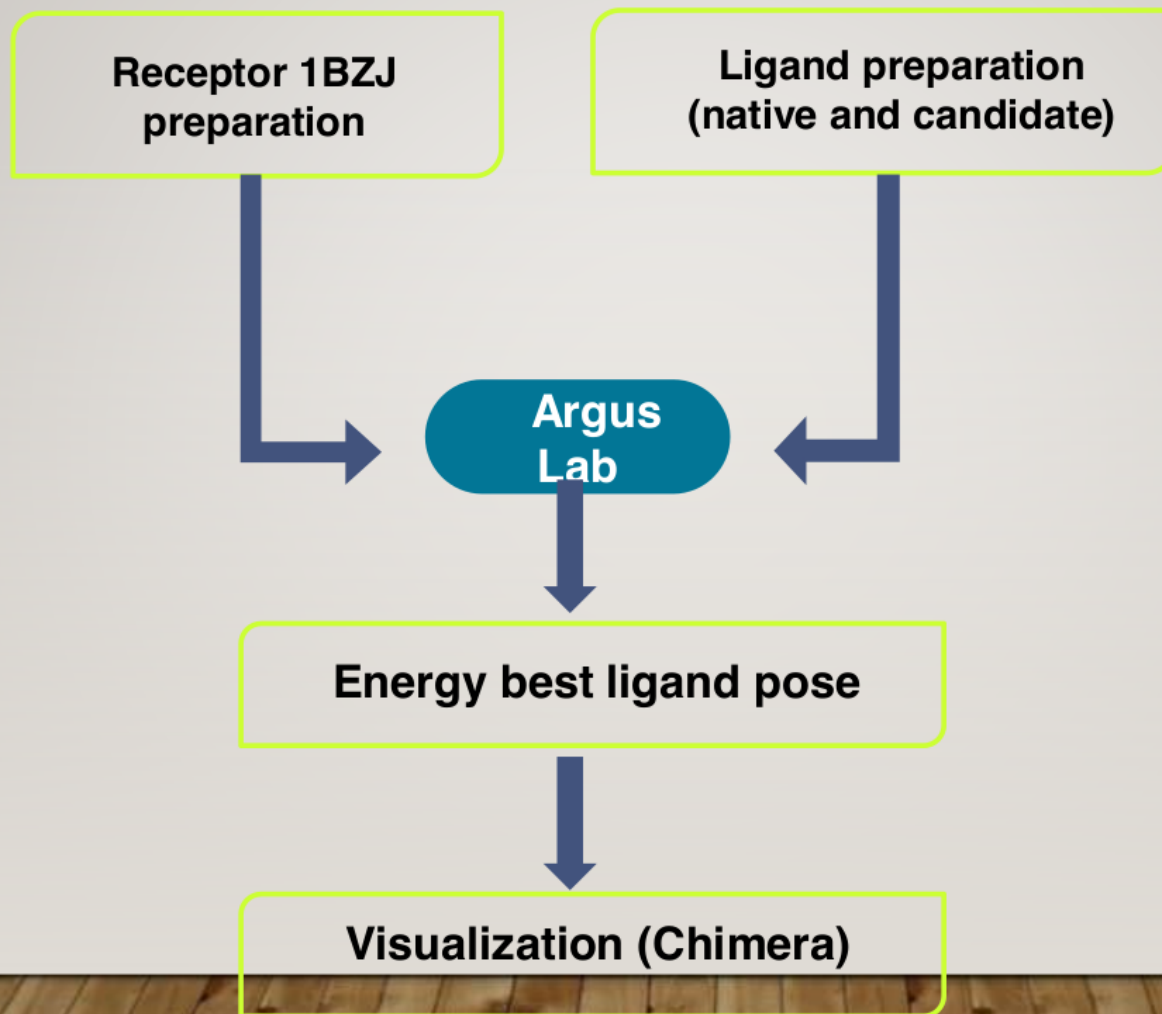 Receptor 1BZJ
preparation
Ligand preparation
(native and candidate)
Argus
Lab
Energy best ligand pose
Visualization (Chimera)